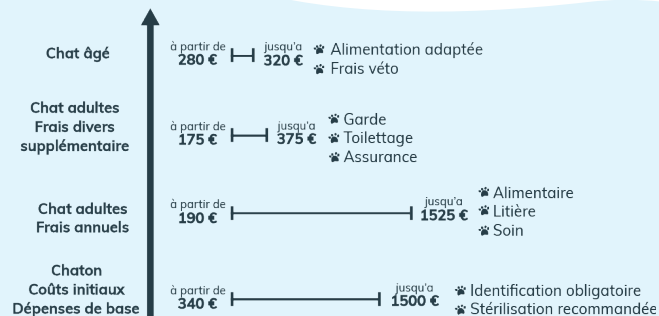 Chat âgé
à partir de
280 €
jusqu'a
320 €
Alimentation adaptée
Frais véto
Chat adultes
Frais divers
supplémentaire
à partir de
175 €
jusqu'a
375 €
Garde
Toilettage
Assurance
Chat adultes
Frais annuels
à partir de
190 €
jusqu'a
1525 €
Alimentaire
Litière
Soin
Chaton
Coûts initiaux
Dépenses de base
à partir de
340 €
jusqu'a
1500 €
Identification obligatoire
Stérilisation recommandée